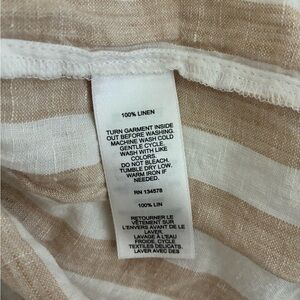 100% LINEN
TURN GARMENT INSIDE
OUT BEFORE WASHING.
MACHINE WASH COLD
GENTLE CYCLE.
WASH WITH LIKE
COLORS.
DO NOT BLEACH.
TUMBLE DRY LOW.
WARM IRON IF
NEEDED.
RN 134578
100% LIN
RETOURNER LE
VÊTEMENT SUR
L'ENVERS AVANT DE LE
LAVER.
LAVAGE À L'EAU
FROIDE, CYCLE
TEXTILES DÉLICATS.
LAVER AVEC DES